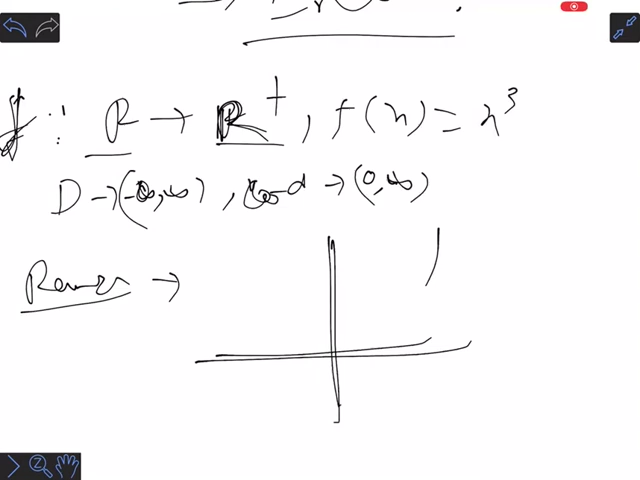 f : R → R⁺, f(x) = x³
D → (-∞, ∞), Co-d → (0, ∞)
Range →